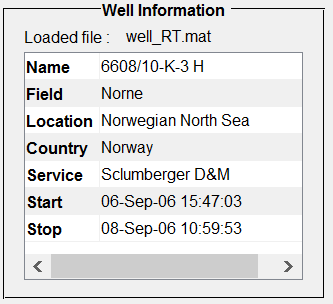 Well Information
Loaded file : well_RT.mat
Name 6608/10-K-3 H
Field Norne
Location Norwegian North Sea
Country Norway
Service Sclumberger D&M
Start 06-Sep-06 15:47:03
Stop 08-Sep-06 10:59:53